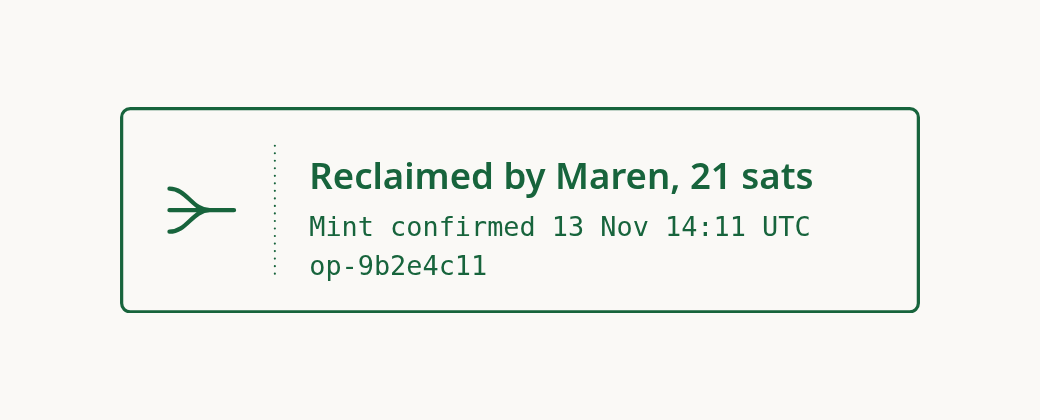 Reclaimed by Maren, 21 sats
Mint confirmed 13 Nov 14:11 UTC
op-9b2e4c11